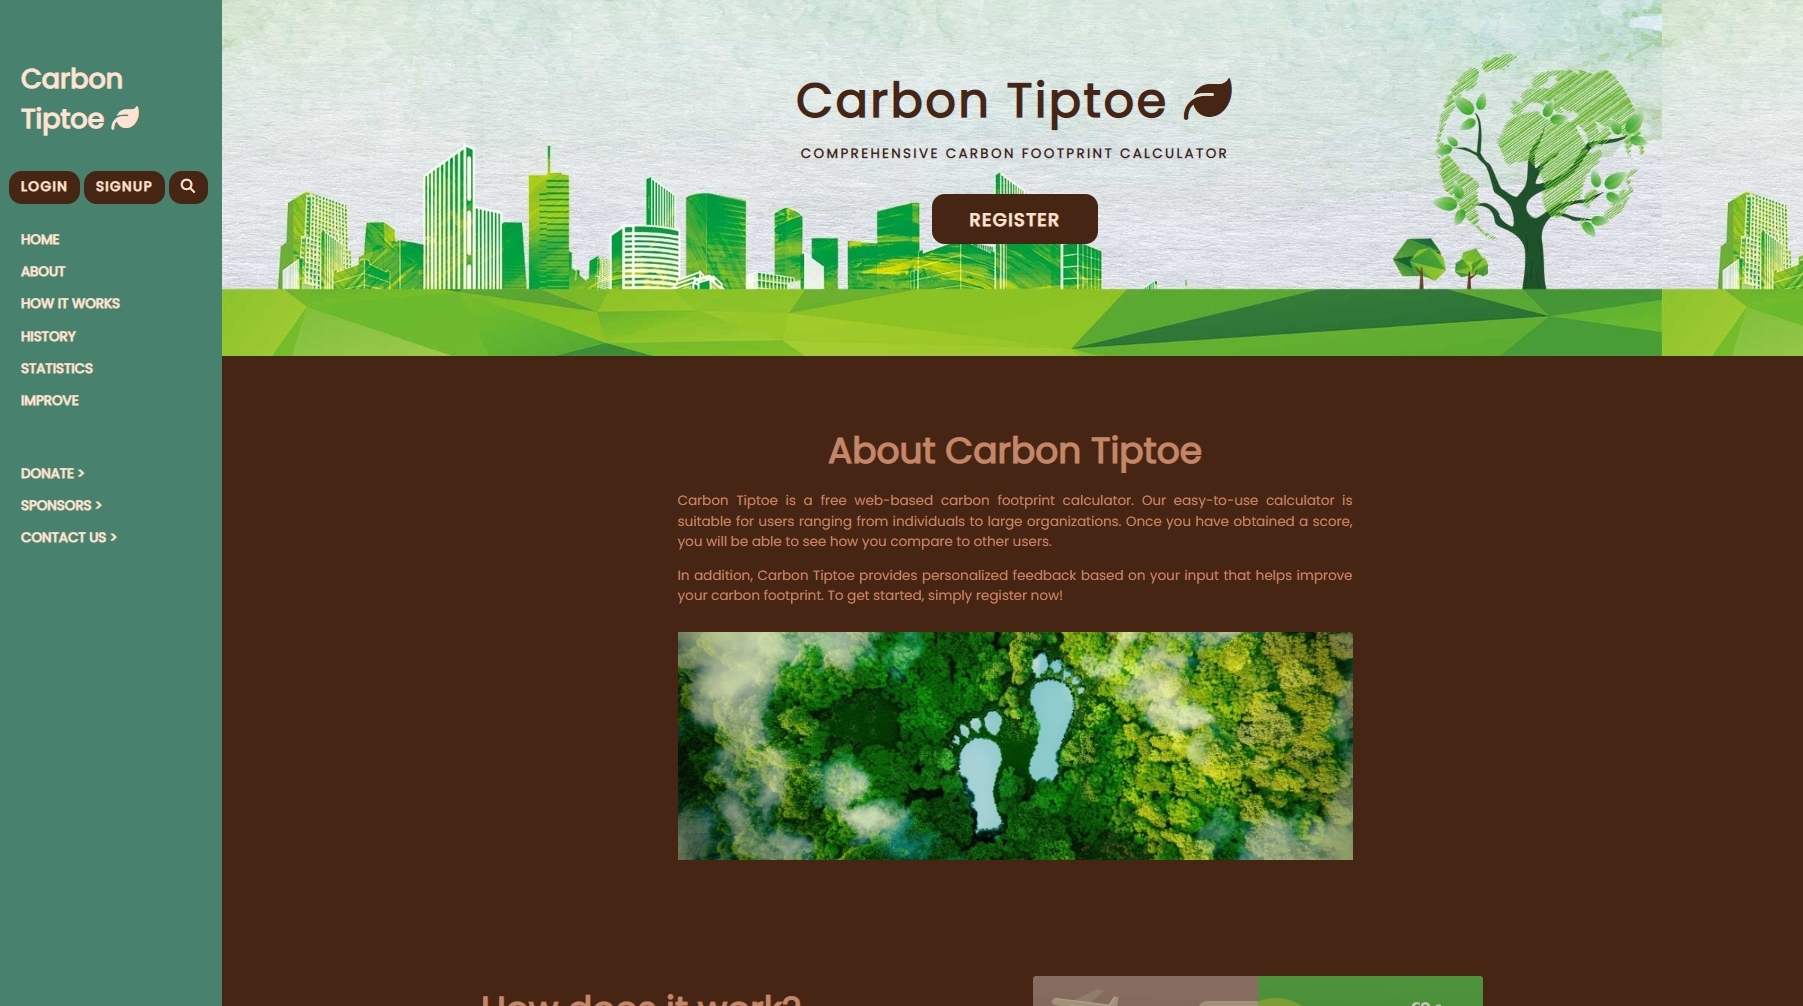 Carbon
Tiptoe
LOGIN
SIGNUP
HOME
ABOUT
HOW IT WORKS
HISTORY
STATISTICS
IMPROVE
DONATE >
SPONSORS >
CONTACT US >
Carbon Tiptoe
COMPREHENSIVE CARBON FOOTPRINT CALCULATOR
REGISTER
About Carbon Tiptoe
Carbon Tiptoe is a free web-based carbon footprint calculator. Our easy-to-use calculator is
suitable for users ranging from individuals to large organizations. Once you have obtained a score,
you will be able to see how you compare to other users.
In addition, Carbon Tiptoe provides personalized feedback based on your input that helps improve
your carbon footprint. To get started, simply register now!
How does it work?